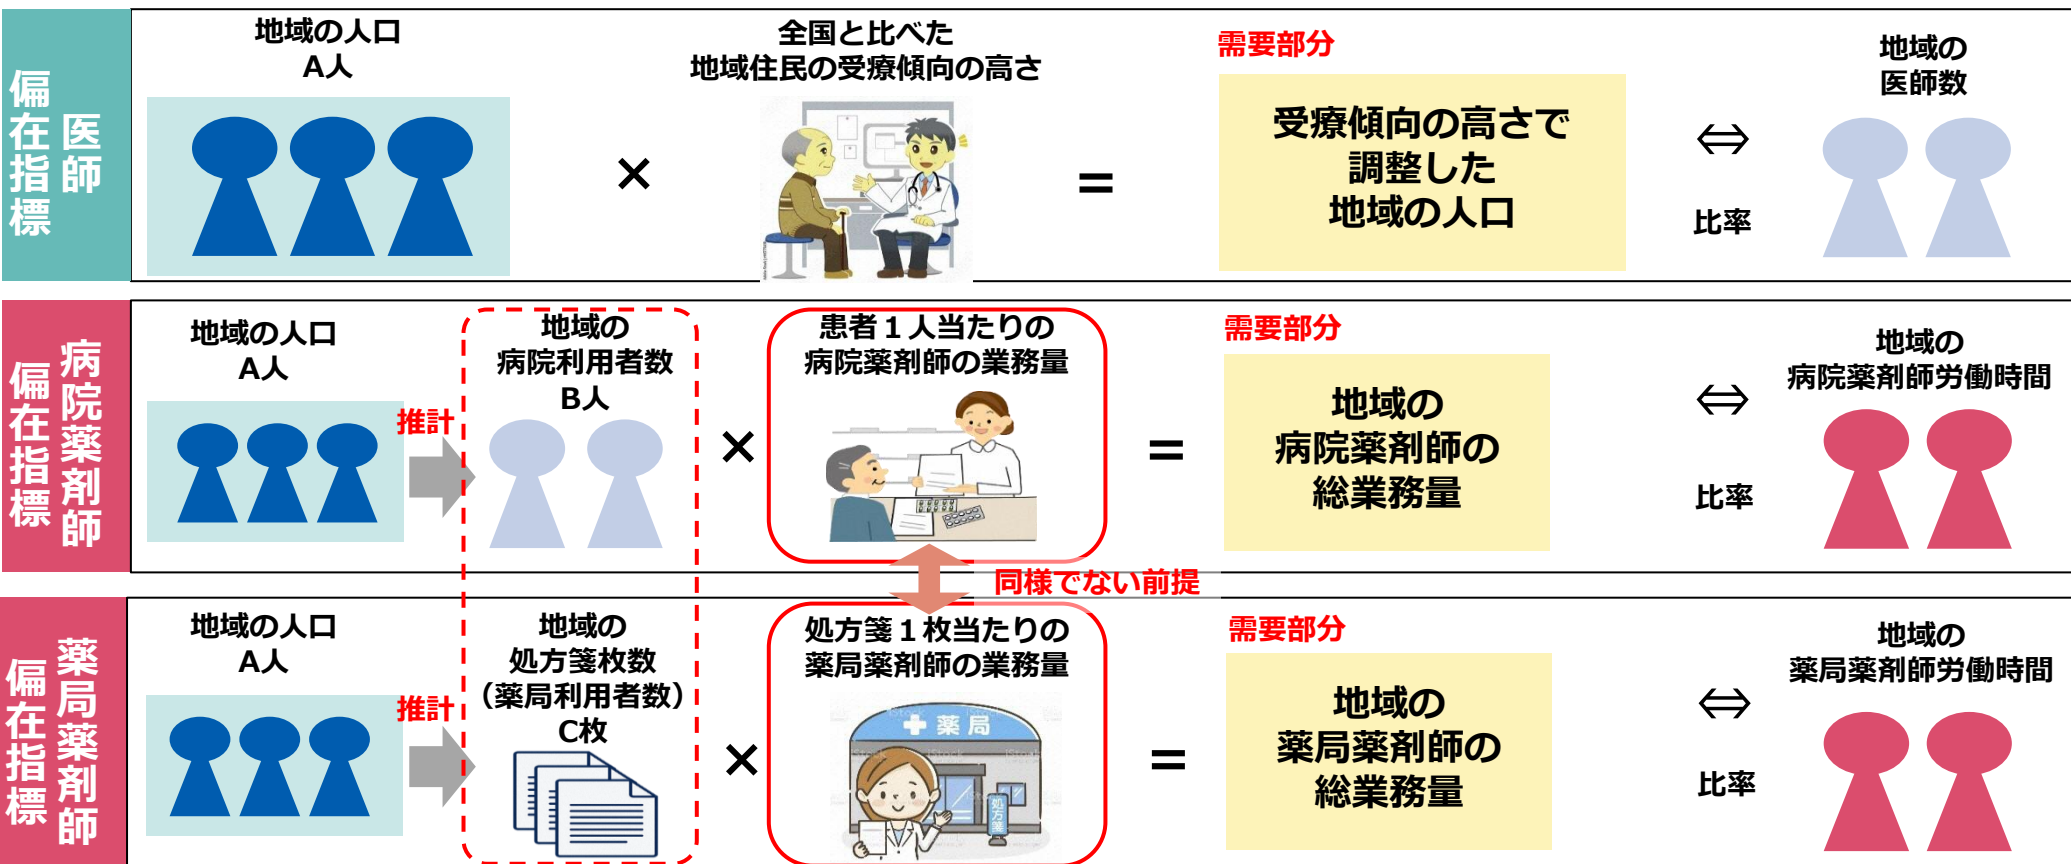 医師
偏在指標
地域の人口
A人
×
全国と比べた
地域住民の受療傾向の高さ
=
需要部分
受療傾向の高さで
調整した
地域の人口
⇔
比率
地域の
医師数
病院薬剤師
偏在指標
地域の人口
A人
推計
地域の
病院利用者数
B人
×
患者１人当たりの
病院薬剤師の業務量
=
需要部分
地域の
病院薬剤師の
総業務量
⇔
比率
地域の
病院薬剤師労働時間
同様でない前提
薬局薬剤師
偏在指標
地域の人口
A人
推計
地域の
処方箋枚数
（薬局利用者数）
C枚
×
処方箋１枚当たりの
薬局薬剤師の業務量
薬局
処方箋
=
需要部分
地域の
薬局薬剤師の
総業務量
⇔
比率
地域の
薬局薬剤師労働時間